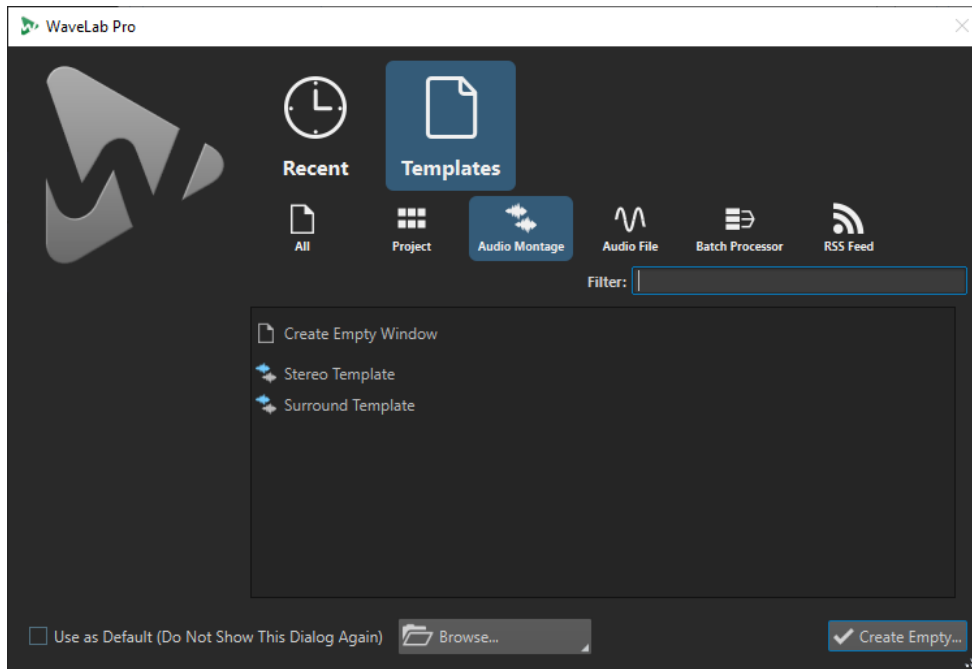 WaveLab Pro
Recent Templates
All Project Audio Montage Audio File Batch Processor RSS Feed
Filter:
Create Empty Window
Stereo Template
Surround Template
Use as Default (Do Not Show This Dialog Again) Browse... Create Empty...